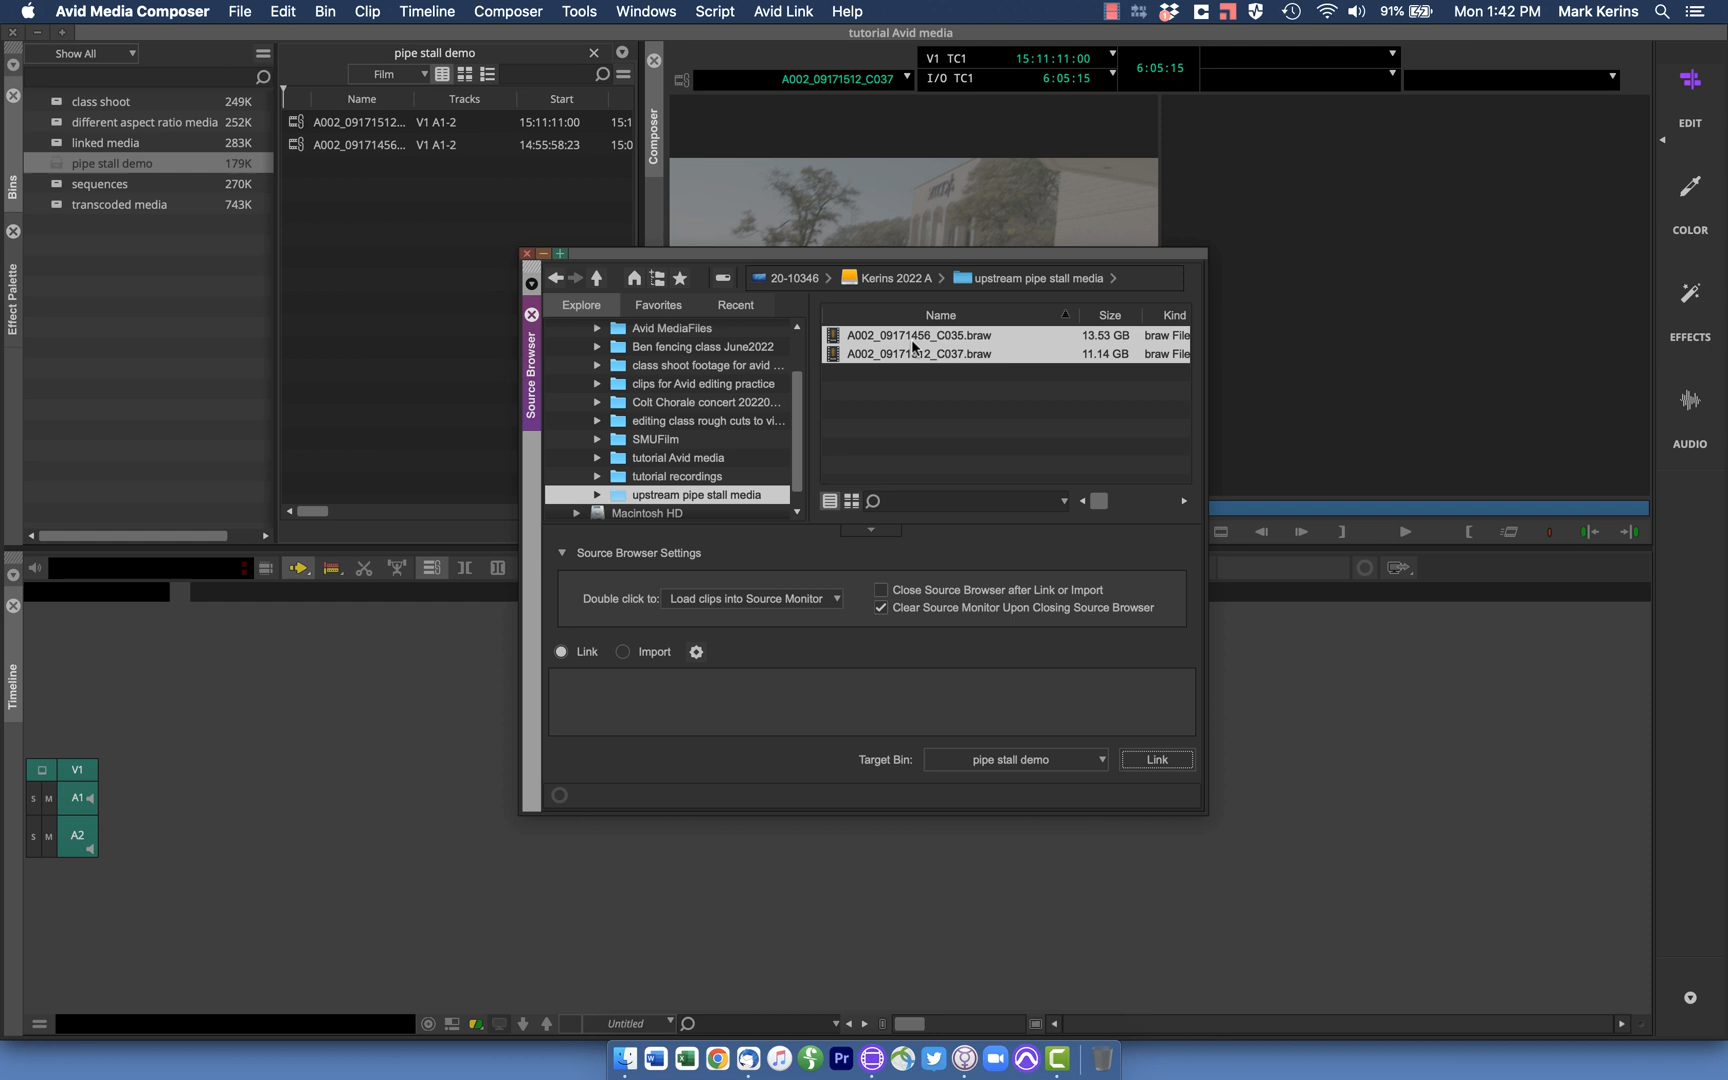 Avid Media Composer File Edit Bin Clip Timeline Composer Tools Windows Script Avid Link Help 91% Mon 1:42 PM Mark Kerins
tutorial Avid media
Show All
class shoot 249K
different aspect ratio media 252K
linked media 283K
pipe stall demo 179K
sequences 270K
transcoded media 743K
Bins
Effect Palette
pipe stall demo
Film
Name Tracks Start
A002_09171512... V1 A1-2 15:11:11:00 15:1
A002_09171456... V1 A1-2 14:55:58:23 15:0
Composer
A002_09171512_C037
V1 TC1 15:11:11:00
I/O TC1 6:05:15
6:05:15
EDIT
COLOR
EFFECTS
AUDIO
Source Browser
20-10346 Kerins 2022 A upstream pipe stall media
Explore Favorites Recent
Avid MediaFiles
Ben fencing class June2022
class shoot footage for avid ...
clips for Avid editing practice
Colt Chorale concert 20220...
editing class rough cuts to vi...
SMUFilm
tutorial Avid media
tutorial recordings
upstream pipe stall media
Macintosh HD
Name Size Kind
A002_09171456_C035.braw 13.53 GB braw File
A002_09171512_C037.braw 11.14 GB braw File
Source Browser Settings
Double click to: Load clips into Source Monitor
Close Source Browser after Link or Import
Clear Source Monitor Upon Closing Source Browser
Link Import
Target Bin: pipe stall demo Link
Timeline
V1
S M A1
S M A2
Untitled
W X Pr